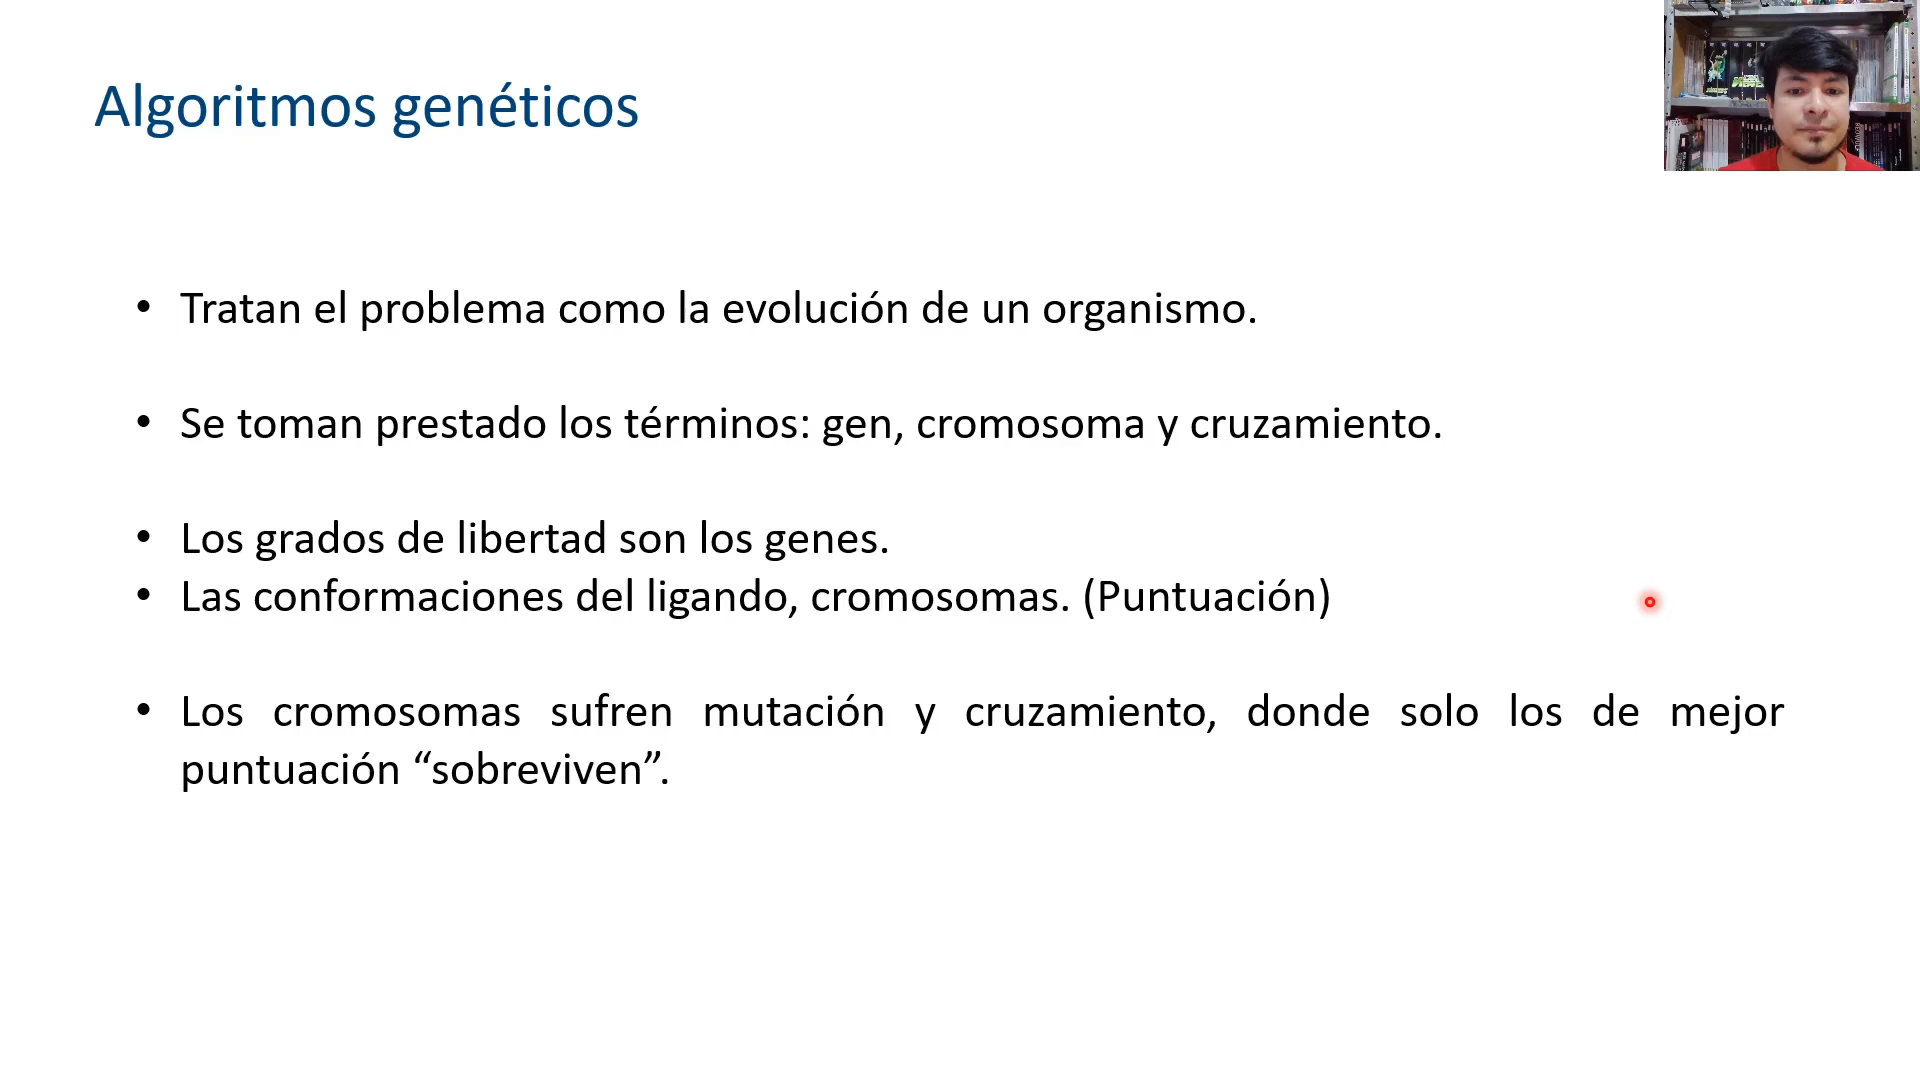 Algoritmos genéticos
• Tratan el problema como la evolución de un organismo.
• Se toman prestado los términos: gen, cromosoma y cruzamiento.
• Los grados de libertad son los genes.
• Las conformaciones del ligando, cromosomas. (Puntuación)
• Los cromosomas sufren mutación y cruzamiento, donde solo los de mejor
puntuación “sobreviven”.